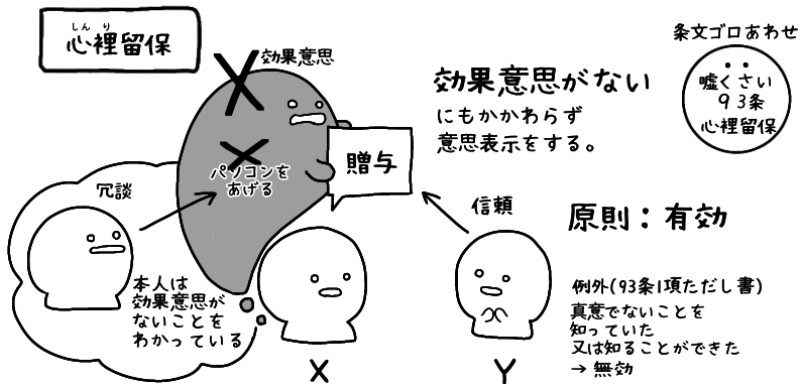 しんり
心裡留保
効果意思
パソコンを
あげる
贈与
冗談
本人は
効果意思が
ないことを
わかっている
X
信頼
Y
効果意思がない
にもかかわらず
意思表示をする。
原則：有効
例外(93条1項ただし書)
真意でないことを
知っていた
又は知ることができた
→ 無効
条文ゴロあわせ
嘘くさい
93条
心裡留保